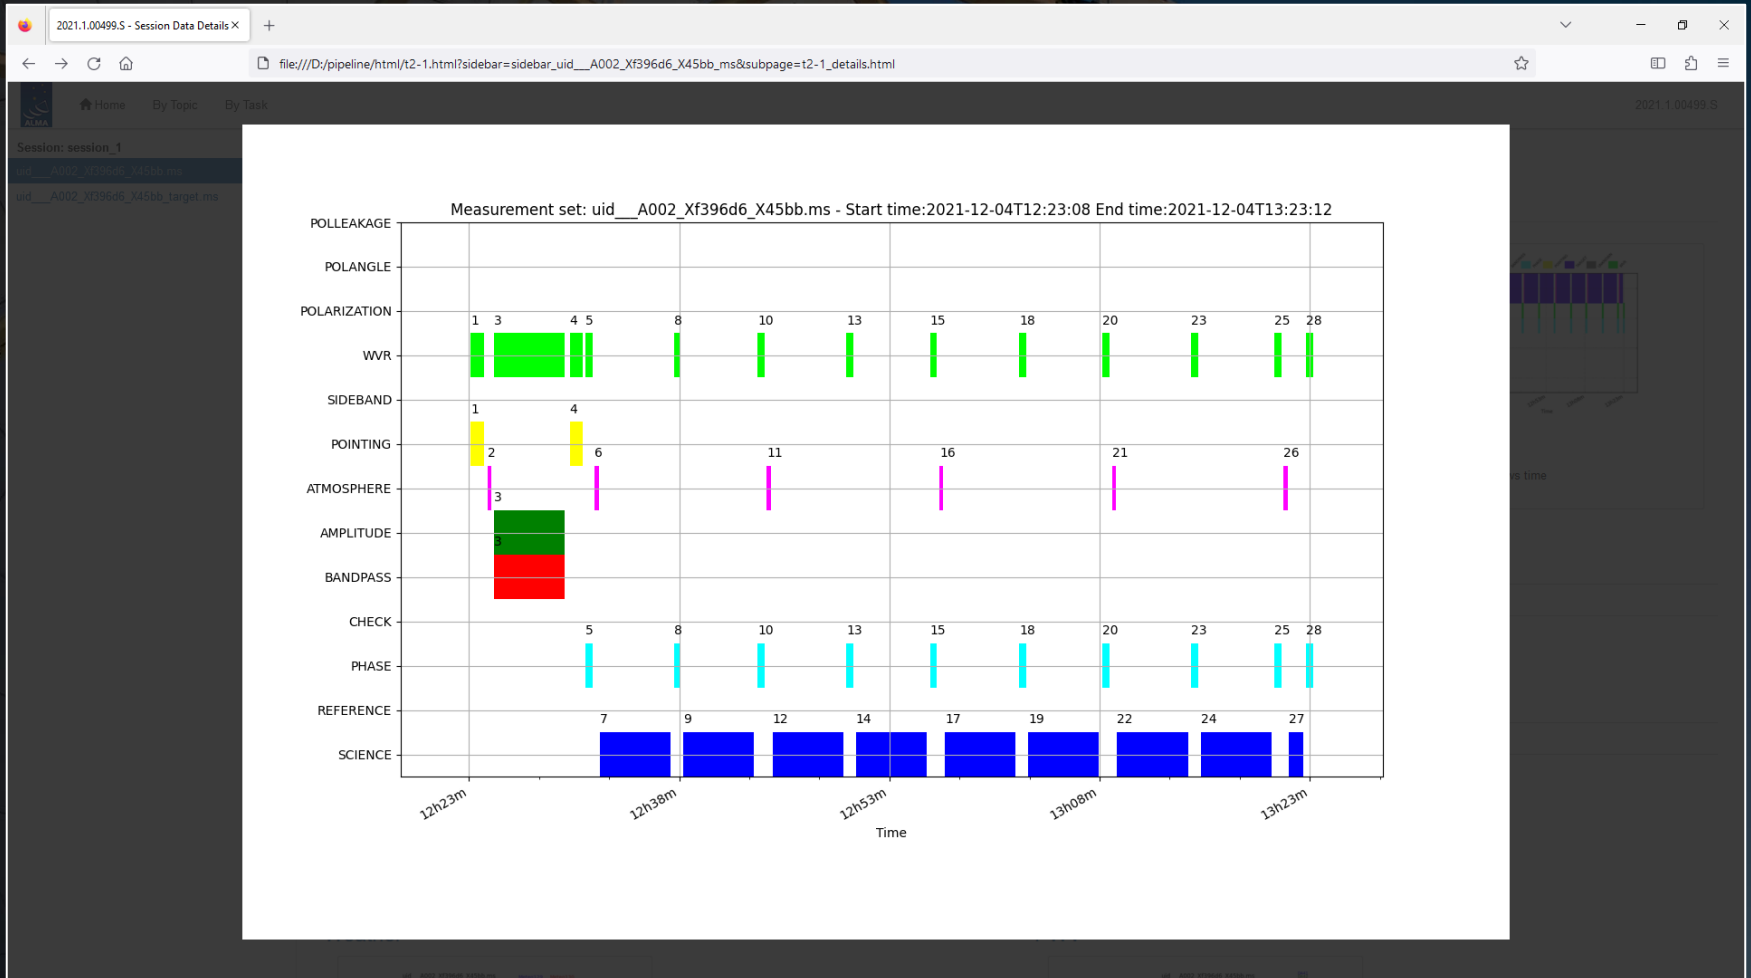 2021.1.00499.S - Session Data Details
file:///D:/pipeline/html/t2-1.html?sidebar=sidebar_uid___A002_Xf396d6_X45bb_ms&subpage=t2-1_details.html
ALMA
Home By Topic By Task 2021.1.00499.S
Session: session_1
uid___A002_Xf396d6_X45bb.ms
uid___A002_Xf396d6_X45bb_target.ms
Measurement set: uid___A002_Xf396d6_X45bb.ms - Start time:2021-12-04T12:23:08 End time:2021-12-04T13:23:12
POLLEAKAGE
POLANGLE
POLARIZATION
1 3 4 5 8 10 13 15 18 20 23 25 28
WVR
SIDEBAND
1 4
POINTING
2 6 11 16 21 26
ATMOSPHERE
3
AMPLITUDE
3
BANDPASS
CHECK
5 8 10 13 15 18 20 23 25 28
PHASE
REFERENCE
7 9 12 14 17 19 22 24 27
SCIENCE
12h23m 12h38m 12h53m 13h08m 13h23m
Time
vs time